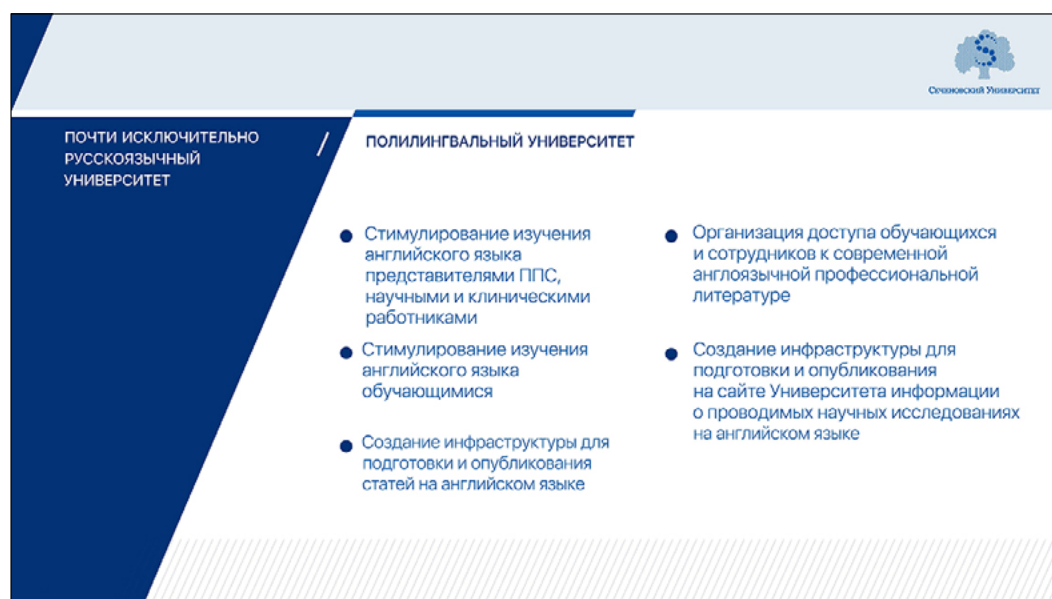 Сеченовский Университет
ПОЧТИ ИСКЛЮЧИТЕЛЬНО
РУССКОЯЗЫЧНЫЙ
УНИВЕРСИТЕТ
/
ПОЛИЛИНГВАЛЬНЫЙ УНИВЕРСИТЕТ
Стимулирование изучения
английского языка
представителями ППС,
научными и клиническими
работниками
Стимулирование изучения
английского языка
обучающимися
Создание инфраструктуры для
подготовки и опубликования
статей на английском языке
Организация доступа обучающихся
и сотрудников к современной
англоязычной профессиональной
литературе
Создание инфраструктуры для
подготовки и опубликования
на сайте Университета информации
о проводимых научных исследованиях
на английском языке